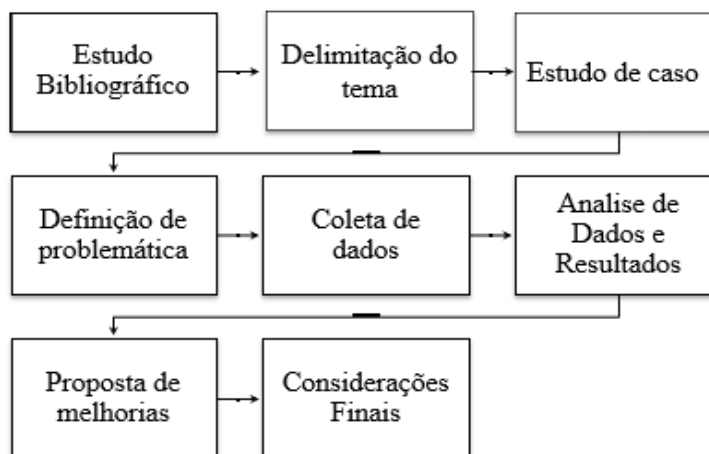 Estudo
Bibliográfico
Delimitação do
tema
Estudo de caso
Definição de
problemática
Coleta de
dados
Analise de
Dados e
Resultados
Proposta de
melhorias
Considerações
Finais